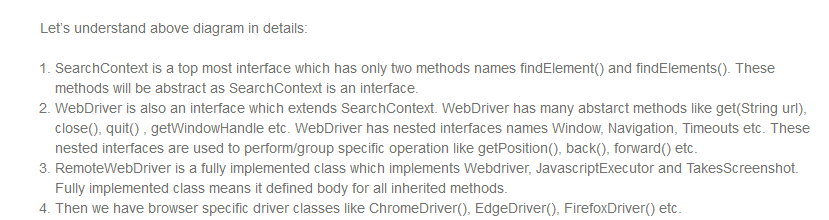 Let's understand above diagram in details:
1. SearchContext is a top most interface which has only two methods names findElement() and findElements(). These
methods will be abstract as SearchContext is an interface.
2. WebDriver is also an interface which extends SearchContext. WebDriver has many abstarct methods like get(String url),
close(), quit() , getWindowHandle etc. WebDriver has nested interfaces names Window, Navigation, Timeouts etc. These
nested interfaces are used to perform/group specific operation like getPosition(), back(), forward() etc.
3. RemoteWebDriver is a fully implemented class which implements Webdriver, JavascriptExecutor and TakesScreenshot.
Fully implemented class means it defined body for all inherited methods.
4. Then we have browser specific driver classes like ChromeDriver(), EdgeDriver(), FirefoxDriver() etc.